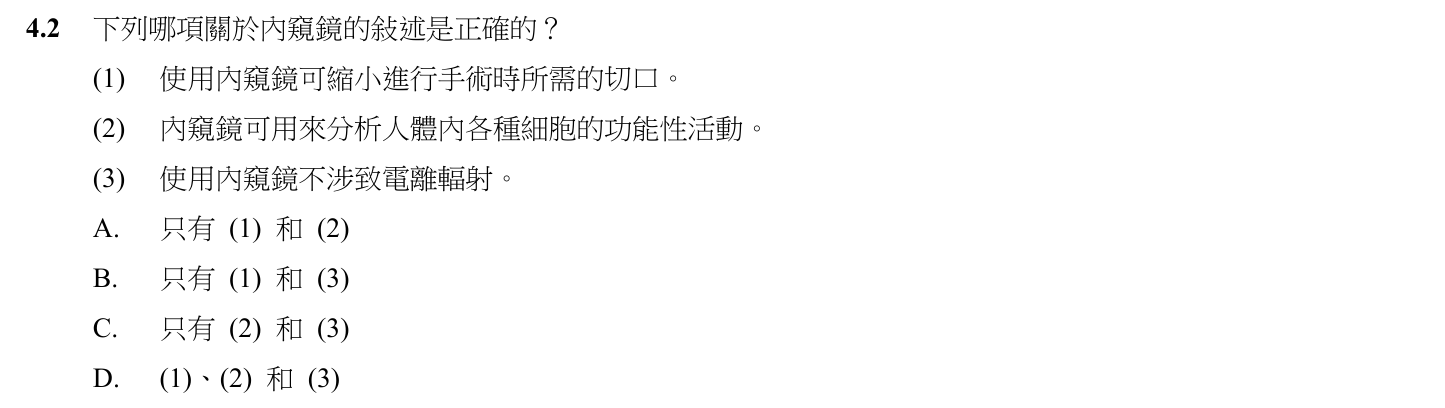 4.2 下列哪項關於內窺鏡的敍述是正確的？
(1) 使用內窺鏡可縮小進行手術時所需的切口。
(2) 內窺鏡可用來分析人體內各種細胞的功能性活動。
(3) 使用內窺鏡不涉致電離輻射。
A. 只有 (1) 和 (2)
B. 只有 (1) 和 (3)
C. 只有 (2) 和 (3)
D. (1)、(2) 和 (3)